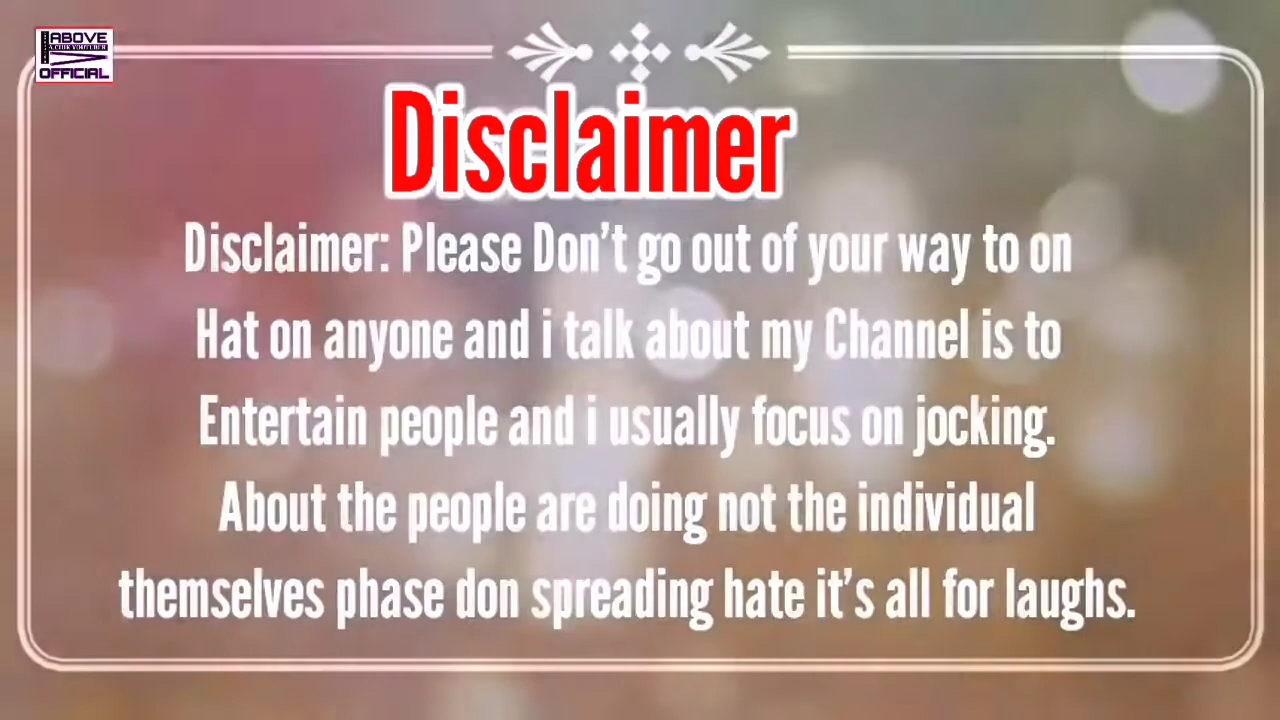 ABOVE
OFFICIAL
Disclaimer
Disclaimer: Please Don't go out of your way to on
Hat on anyone and i talk about my Channel is to
Entertain people and i usually focus on jocking.
About the people are doing not the individual
themselves phase don spreading hate it's all for laughs.